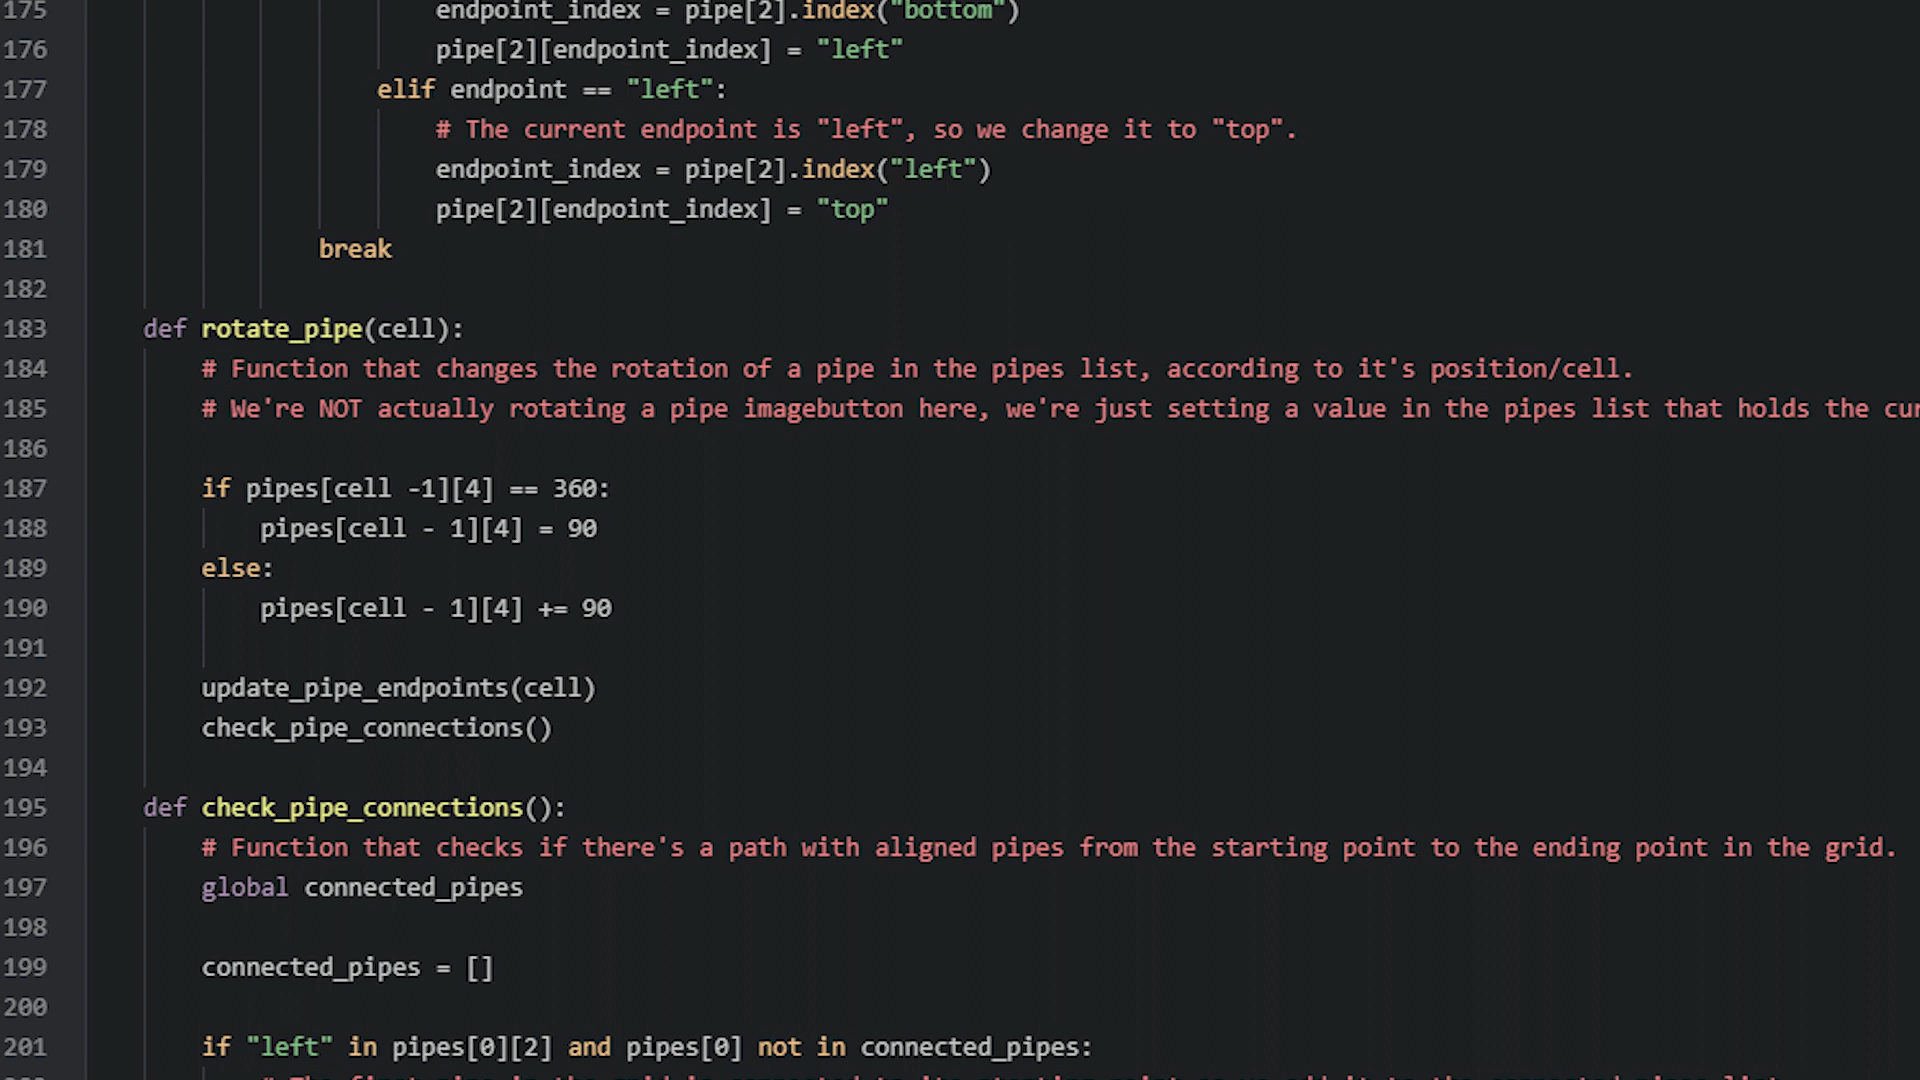 175 endpoint_index = pipe[2].index("bottom")
176 pipe[2][endpoint_index] = "left"
177 elif endpoint == "left":
178 # The current endpoint is "left", so we change it to "top".
179 endpoint_index = pipe[2].index("left")
180 pipe[2][endpoint_index] = "top"
181 break
182
183 def rotate_pipe(cell):
184 # Function that changes the rotation of a pipe in the pipes list, according to it's position/cell.
185 # We're NOT actually rotating a pipe imagebutton here, we're just setting a value in the pipes list that holds the cur
186
187 if pipes[cell -1][4] == 360:
188 pipes[cell - 1][4] = 90
189 else:
190 pipes[cell - 1][4] += 90
191
192 update_pipe_endpoints(cell)
193 check_pipe_connections()
194
195 def check_pipe_connections():
196 # Function that checks if there's a path with aligned pipes from the starting point to the ending point in the grid.
197 global connected_pipes
198
199 connected_pipes = []
200
201 if "left" in pipes[0][2] and pipes[0] not in connected_pipes: